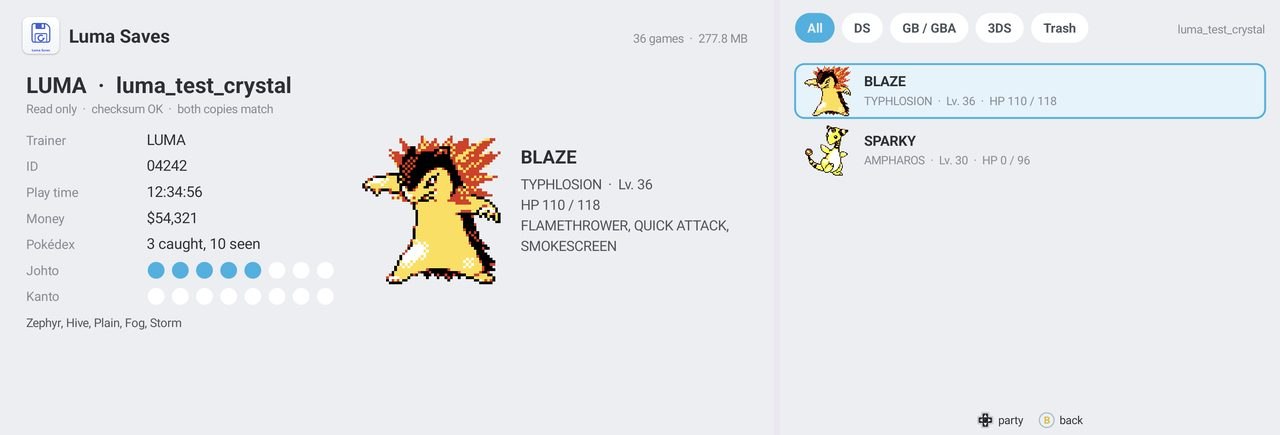 Luma Saves
Luma Saves
36 games · 277.8 MB
LUMA · luma_test_crystal
Read only · checksum OK · both copies match
Trainer LUMA
ID 04242
Play time 12:34:56
Money $54,321
Pokédex 3 caught, 10 seen
Johto
Kanto
Zephyr, Hive, Plain, Fog, Storm
BLAZE
TYPHLOSION · Lv. 36
HP 110 / 118
FLAMETHROWER, QUICK ATTACK,
SMOKESCREEN
All DS GB / GBA 3DS Trash luma_test_crystal
BLAZE
TYPHLOSION · Lv. 36 · HP 110 / 118
SPARKY
AMPHAROS · Lv. 30 · HP 0 / 96
party B back